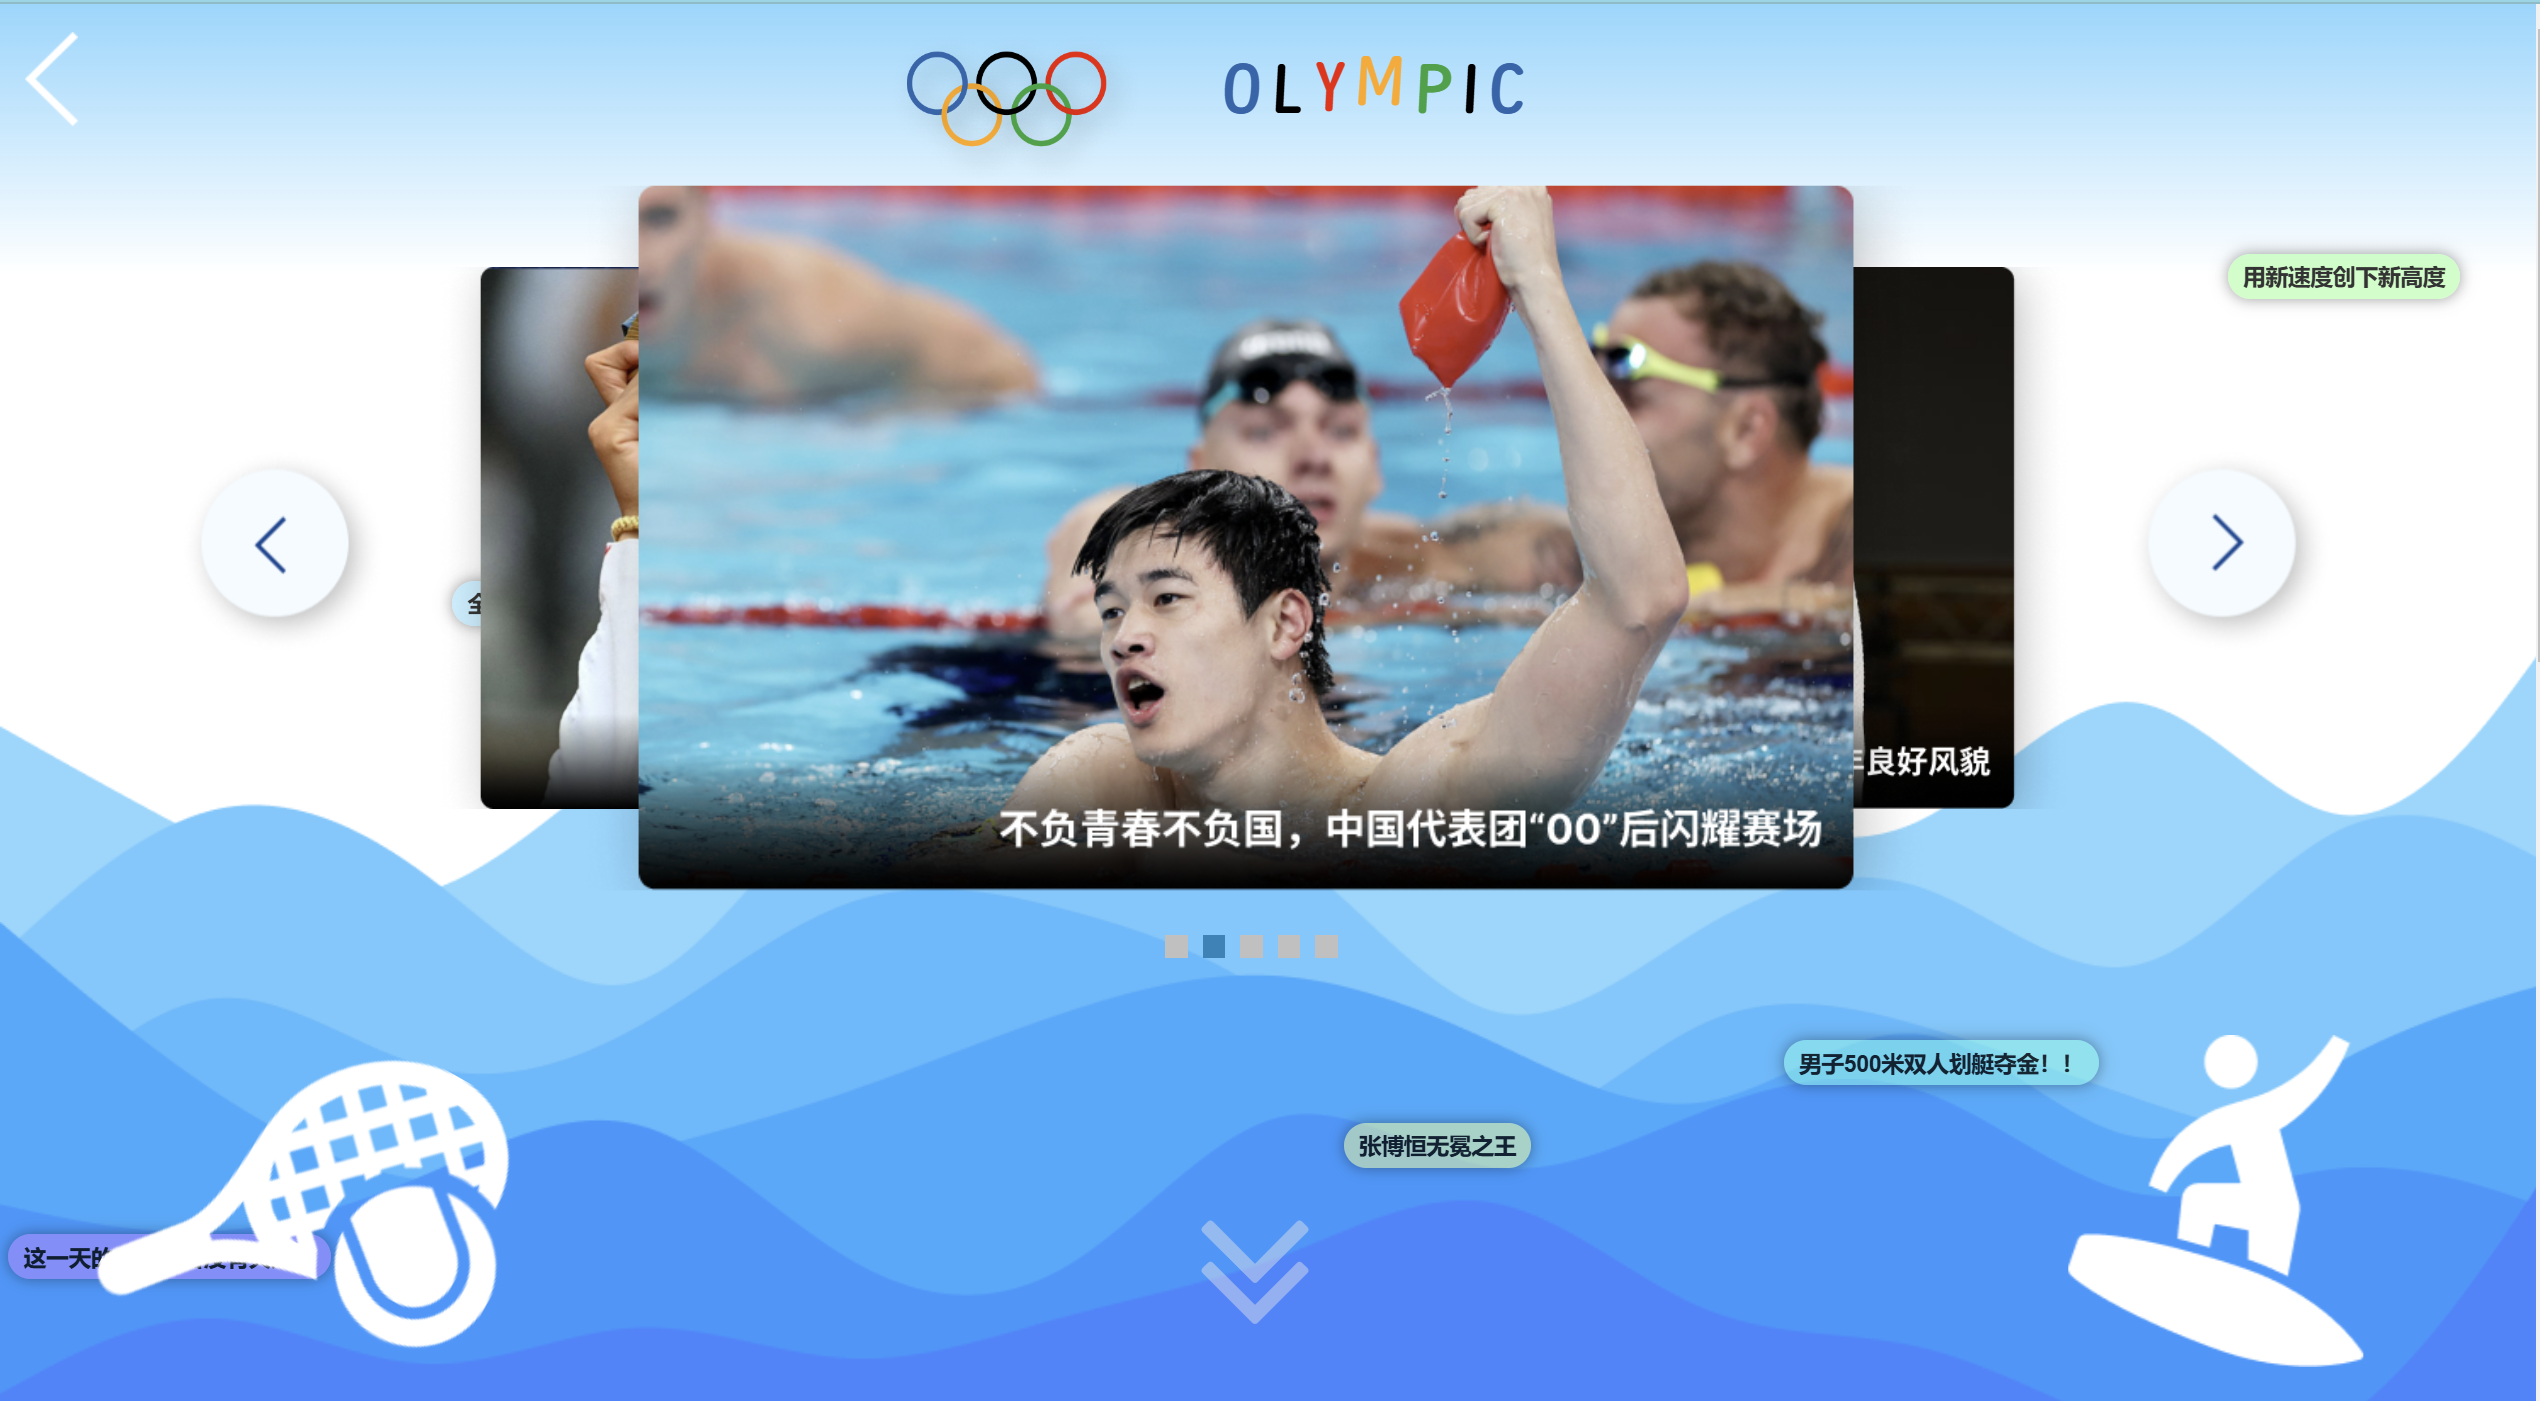 OLYMPIC
用新速度创下新高度
全
良好风貌
不负青春不负国，中国代表团“00”后闪耀赛场
男子500米双人划艇夺金！！
张博恒无冕之王
这一天的